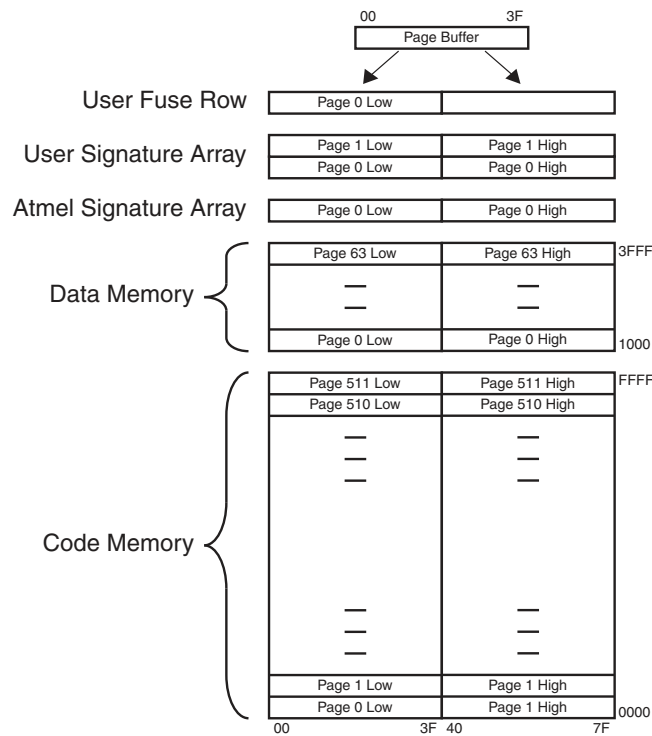 00 3F
Page Buffer
User Fuse Row
Page 0 Low
User Signature Array
Page 1 Low Page 1 High
Page 0 Low Page 0 High
Atmel Signature Array
Page 0 Low Page 0 High
Data Memory
Page 63 Low Page 63 High 3FFF
Page 0 Low Page 0 High 1000
Code Memory
Page 511 Low Page 511 High FFFF
Page 510 Low Page 510 High
Page 1 Low Page 1 High
Page 0 Low Page 1 High 0000
00 3F 40 7F